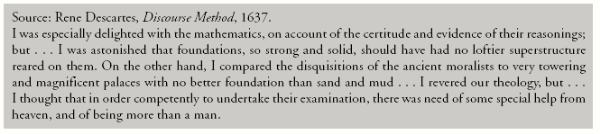 Source: Rene Descartes, Discourse Method, 1637.
I was especially delighted with the mathematics, on account of the certitude and evidence of their reasonings;
but . . . I was astonished that foundations, so strong and solid, should have had no loftier superstructure
reared on them. On the other hand, I compared the disquisitions of the ancient moralists to very towering
and magnificent palaces with no better foundation than sand and mud . . . I revered our theology, but . . .
I thought that in order competently to undertake their examination, there was need of some special help from
heaven, and of being more than a man.